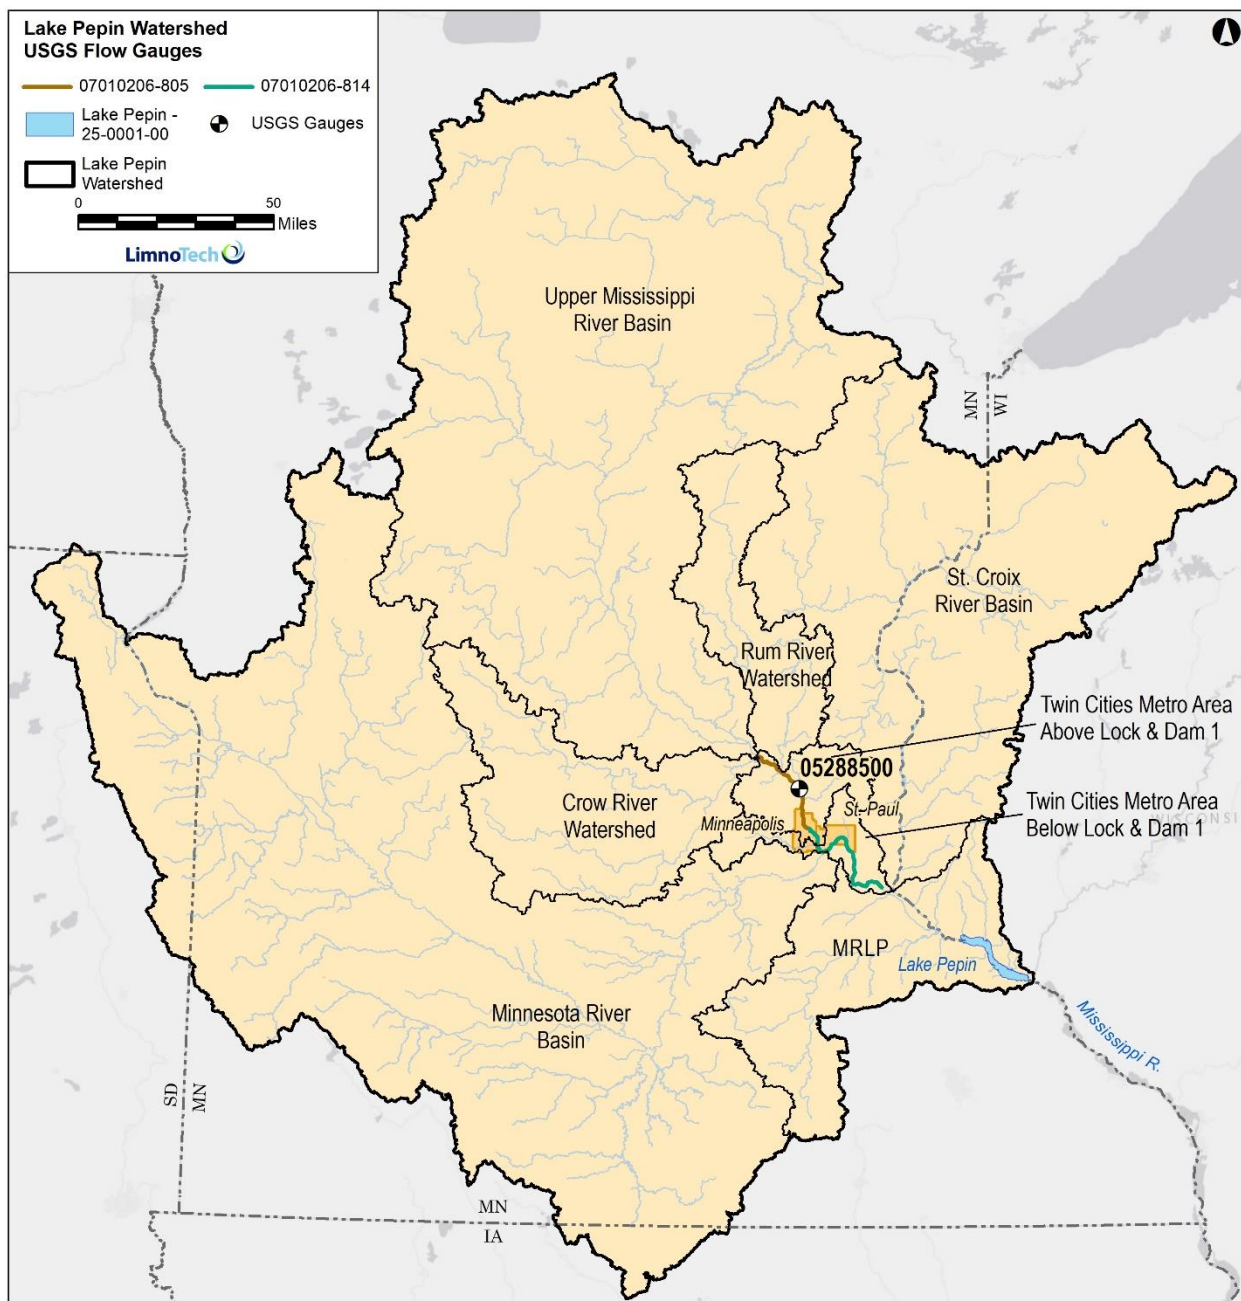 Lake Pepin Watershed
USGS Flow Gauges
07010206-805
07010206-814
Lake Pepin -
25-0001-00
USGS Gauges
Lake Pepin
Watershed
0
50
Miles
LimnoTech
Upper Mississippi
River Basin
MN
WI
St. Croix
River Basin
Rum River
Watershed
Twin Cities Metro Area
Above Lock & Dam 1
05288500
Crow River
Watershed
Minneapolis
St. Paul
Twin Cities Metro Area
Below Lock & Dam 1
MRLP
Lake Pepin
Minnesota River
Basin
Mississippi R.
SD
MN
MN
IA